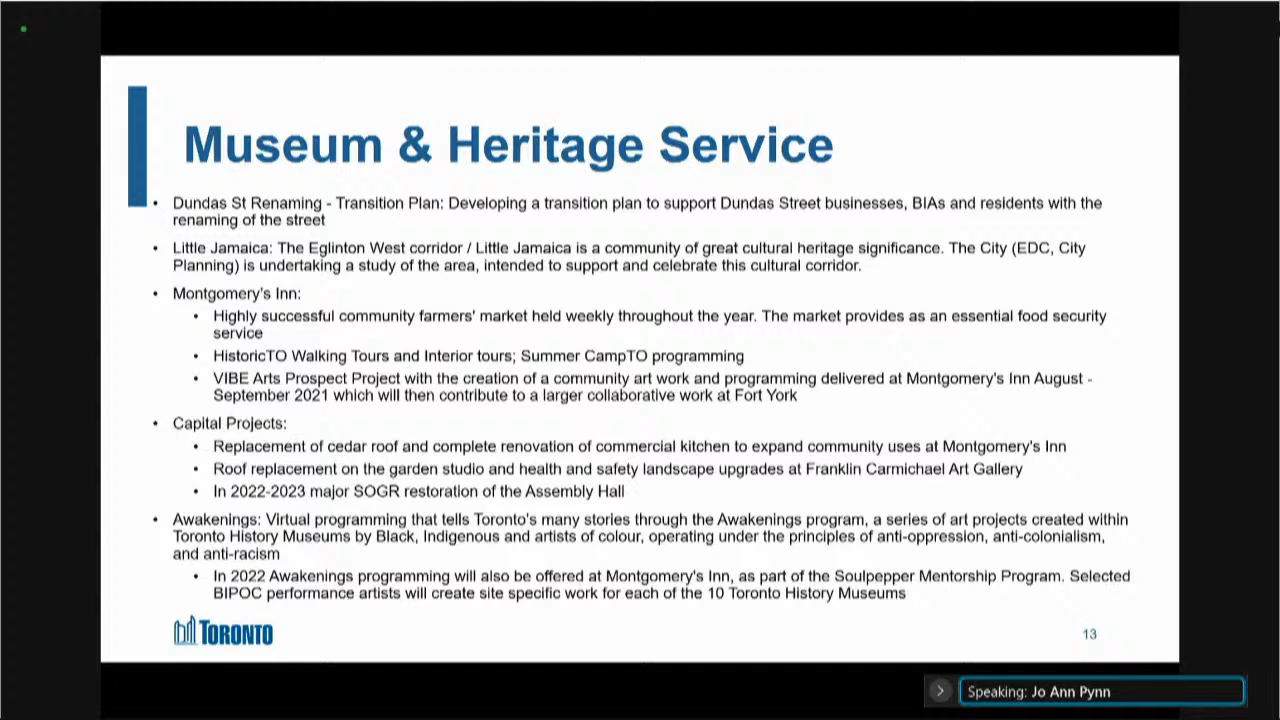 Museum & Heritage Service
• Dundas St Renaming - Transition Plan: Developing a transition plan to support Dundas Street businesses, BIAs and residents with the
renaming of the street
• Little Jamaica: The Eglinton West corridor / Little Jamaica is a community of great cultural heritage significance. The City (EDC, City
Planning) is undertaking a study of the area, intended to support and celebrate this cultural corridor.
• Montgomery's Inn:
• Highly successful community farmers' market held weekly throughout the year. The market provides as an essential food security
service
• HistoricTO Walking Tours and Interior tours; Summer CampTO programming
• VIBE Arts Prospect Project with the creation of a community art work and programming delivered at Montgomery's Inn August -
September 2021 which will then contribute to a larger collaborative work at Fort York
• Capital Projects:
• Replacement of cedar roof and complete renovation of commercial kitchen to expand community uses at Montgomery's Inn
• Roof replacement on the garden studio and health and safety landscape upgrades at Franklin Carmichael Art Gallery
• In 2022-2023 major SOGR restoration of the Assembly Hall
• Awakenings: Virtual programming that tells Toronto's many stories through the Awakenings program, a series of art projects created within
Toronto History Museums by Black, Indigenous and artists of colour, operating under the principles of anti-oppression, anti-colonialism,
and anti-racism
• In 2022 Awakenings programming will also be offered at Montgomery's Inn, as part of the Soulpepper Mentorship Program. Selected
BIPOC performance artists will create site specific work for each of the 10 Toronto History Museums
TORONTO
13
Speaking: Jo Ann Pynn